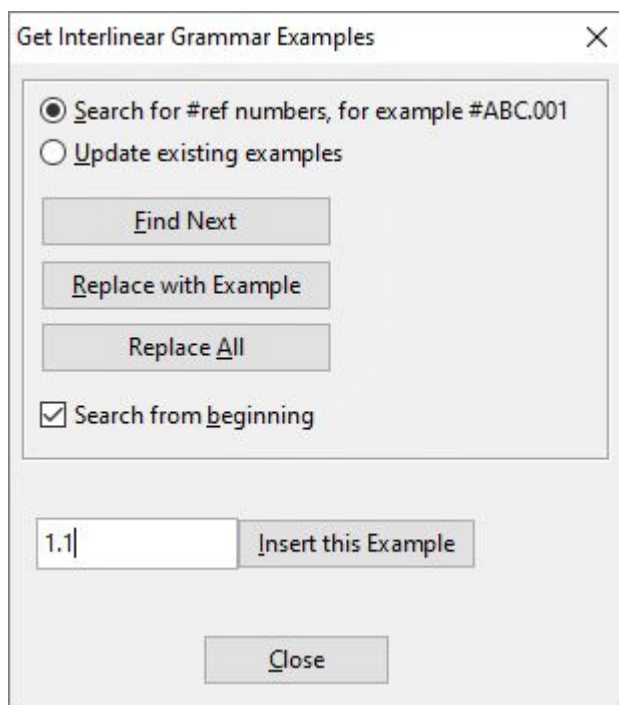 Get Interlinear Grammar Examples
Search for #ref numbers, for example #ABC.001
Update existing examples
Find Next
Replace with Example
Replace All
Search from beginning
1.1 Insert this Example
Close